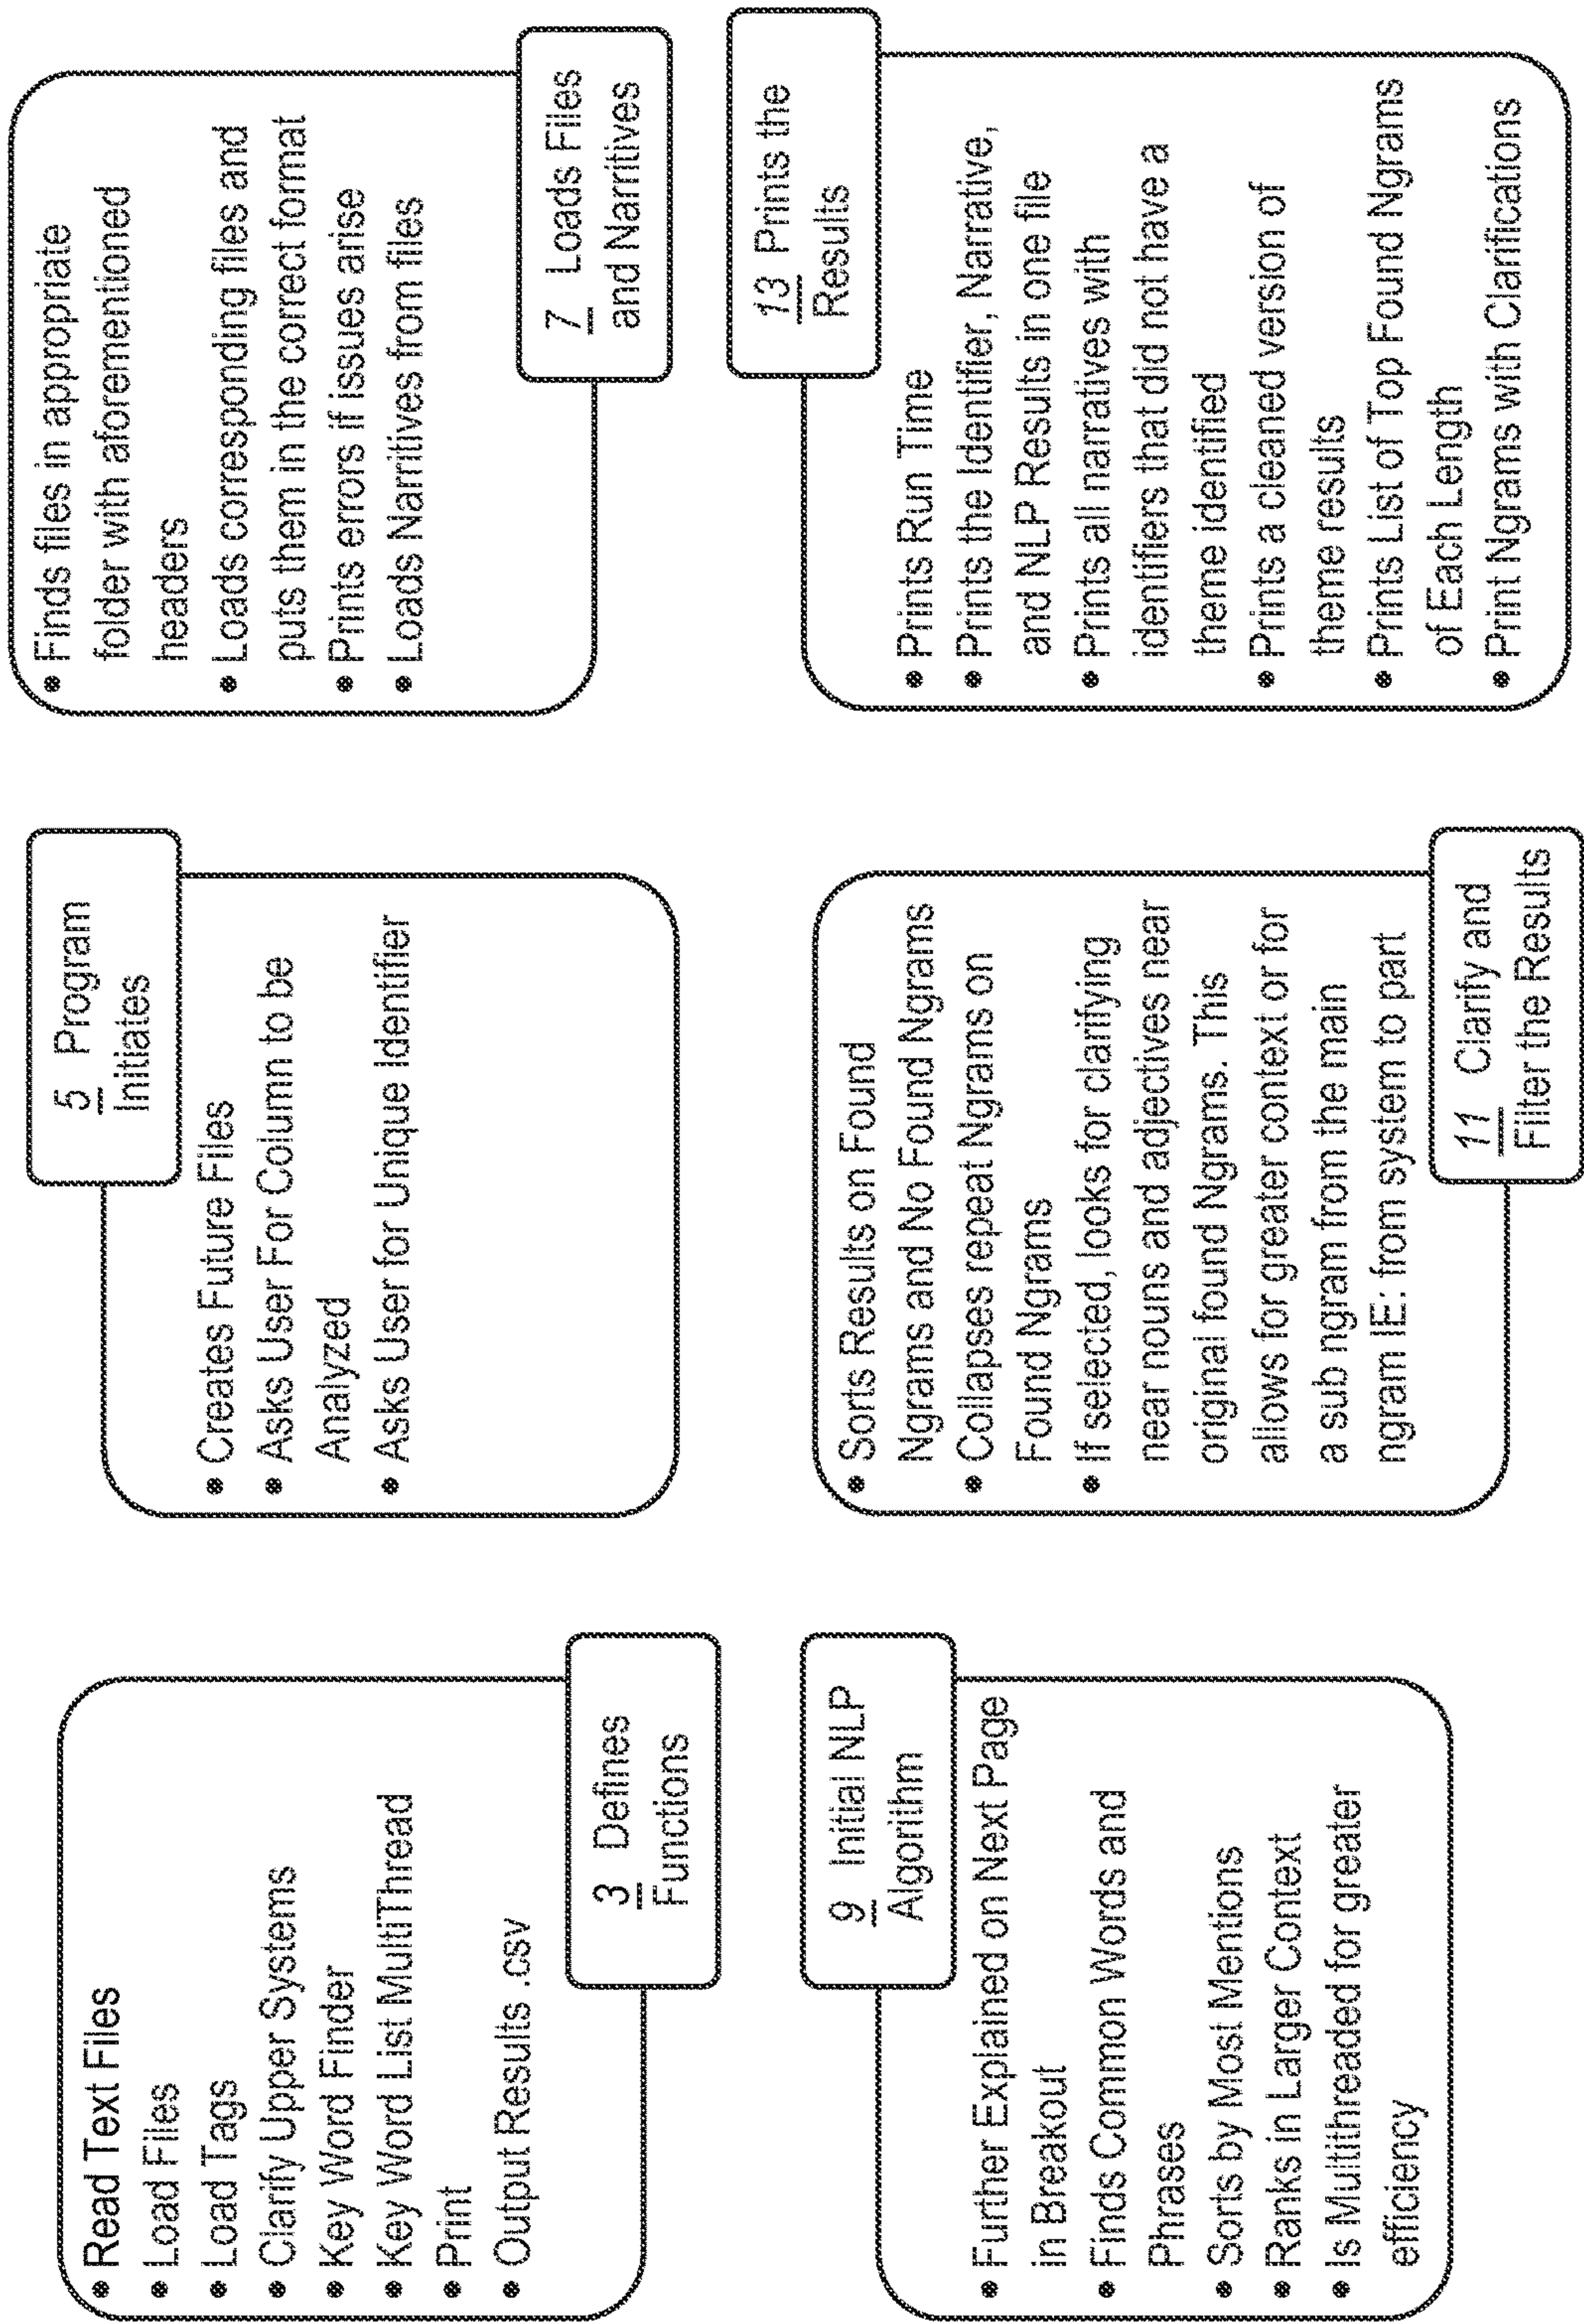 • Read Text Files
• Load Files
• Load Tags
• Clarify Upper Systems
• Key Word Finder
• Key Word List MultiThread
• Print
• Output Results .csv
3 Defines
Functions
5 Program
Initiates
• Creates Future Files
• Asks User For Column to be
Analyzed
• Asks User for Unique Identifier
• Finds files in appropriate
folder with aforementioned
headers
• Loads corresponding files and
puts them in the correct format
• Prints errors if issues arise
• Loads Narritives from files
7 Loads Files
and Narritives
9 Initial NLP
Algorithm
• Further Explained on Next Page
in Breakout
• Finds Common Words and
Phrases
• Sorts by Most Mentions
• Ranks in Larger Context
• Is Multithreaded for greater
efficiency
• Sorts Results on Found
Ngrams and No Found Ngrams
• Collapses repeat Ngrams on
Found Ngrams
• If selected, looks for clarifying
near nouns and adjectives near
original found Ngrams. This
allows for greater context or for
a sub ngram from the main
ngram IE: from system to part
11 Clarify and
Filter the Results
13 Prints the
Results
• Prints Run Time
• Prints the Identifier, Narrative,
and NLP Results in one file
• Prints all narratives with
identifiers that did not have a
theme identified
• Prints a cleaned version of
theme results
• Prints List of Top Found Ngrams
of Each Length
• Print Ngrams with Clarifications